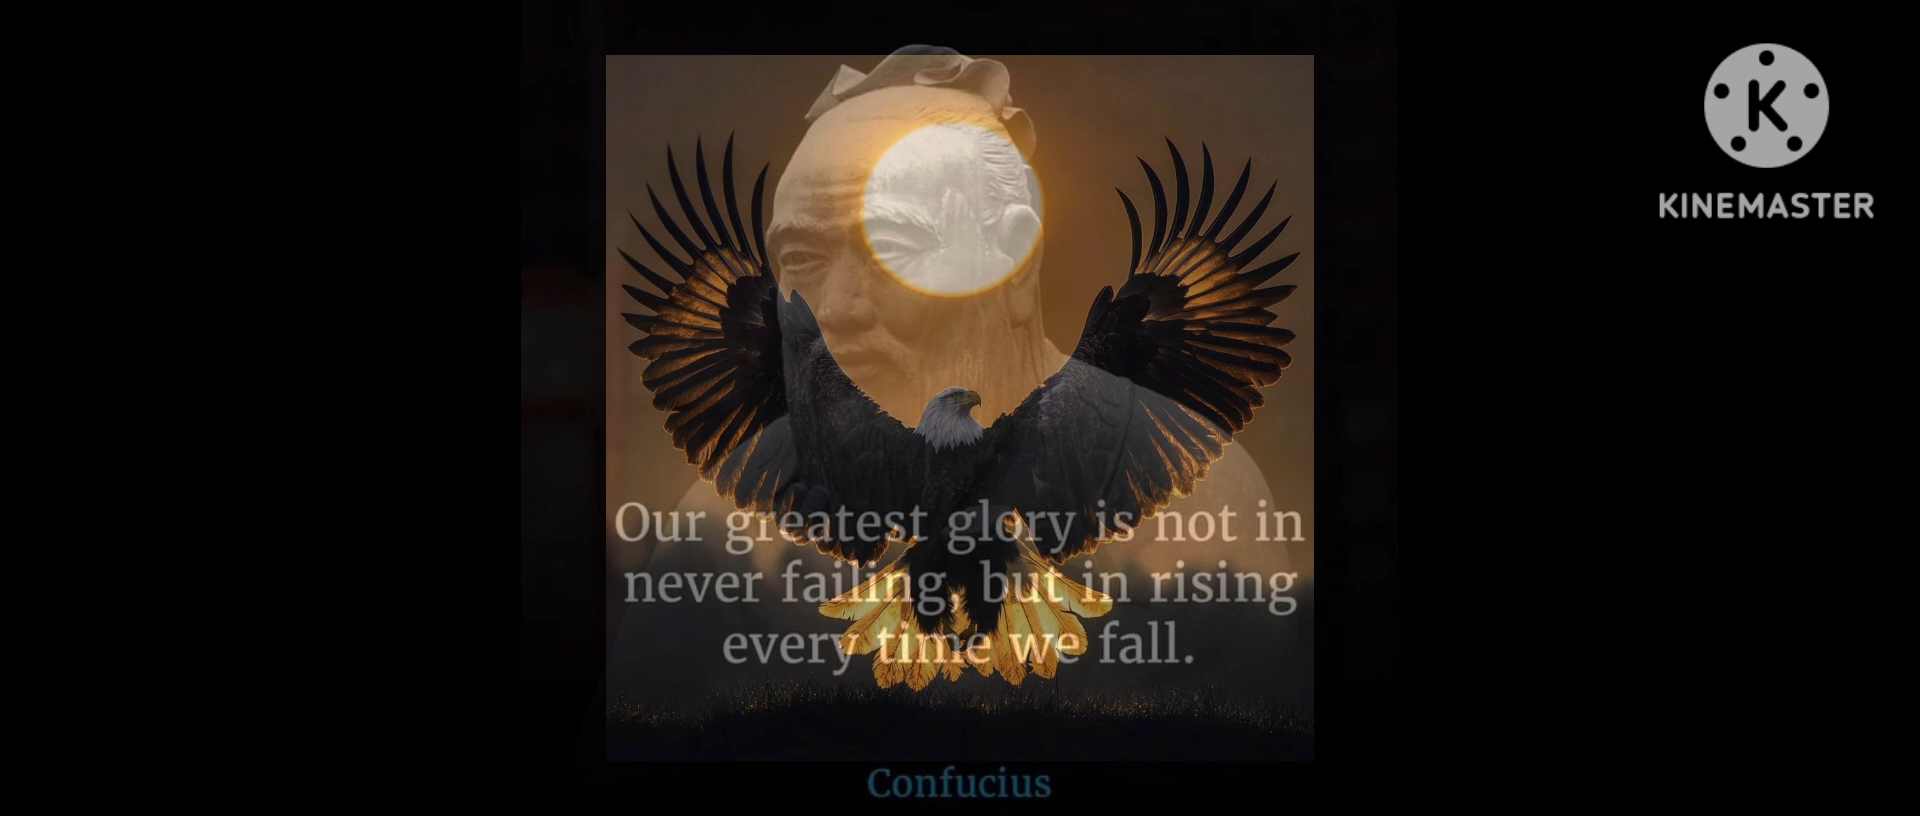 K
KINEMASTER
Our greatest glory is not in
never failing, but in rising
every time we fall.
Confucius